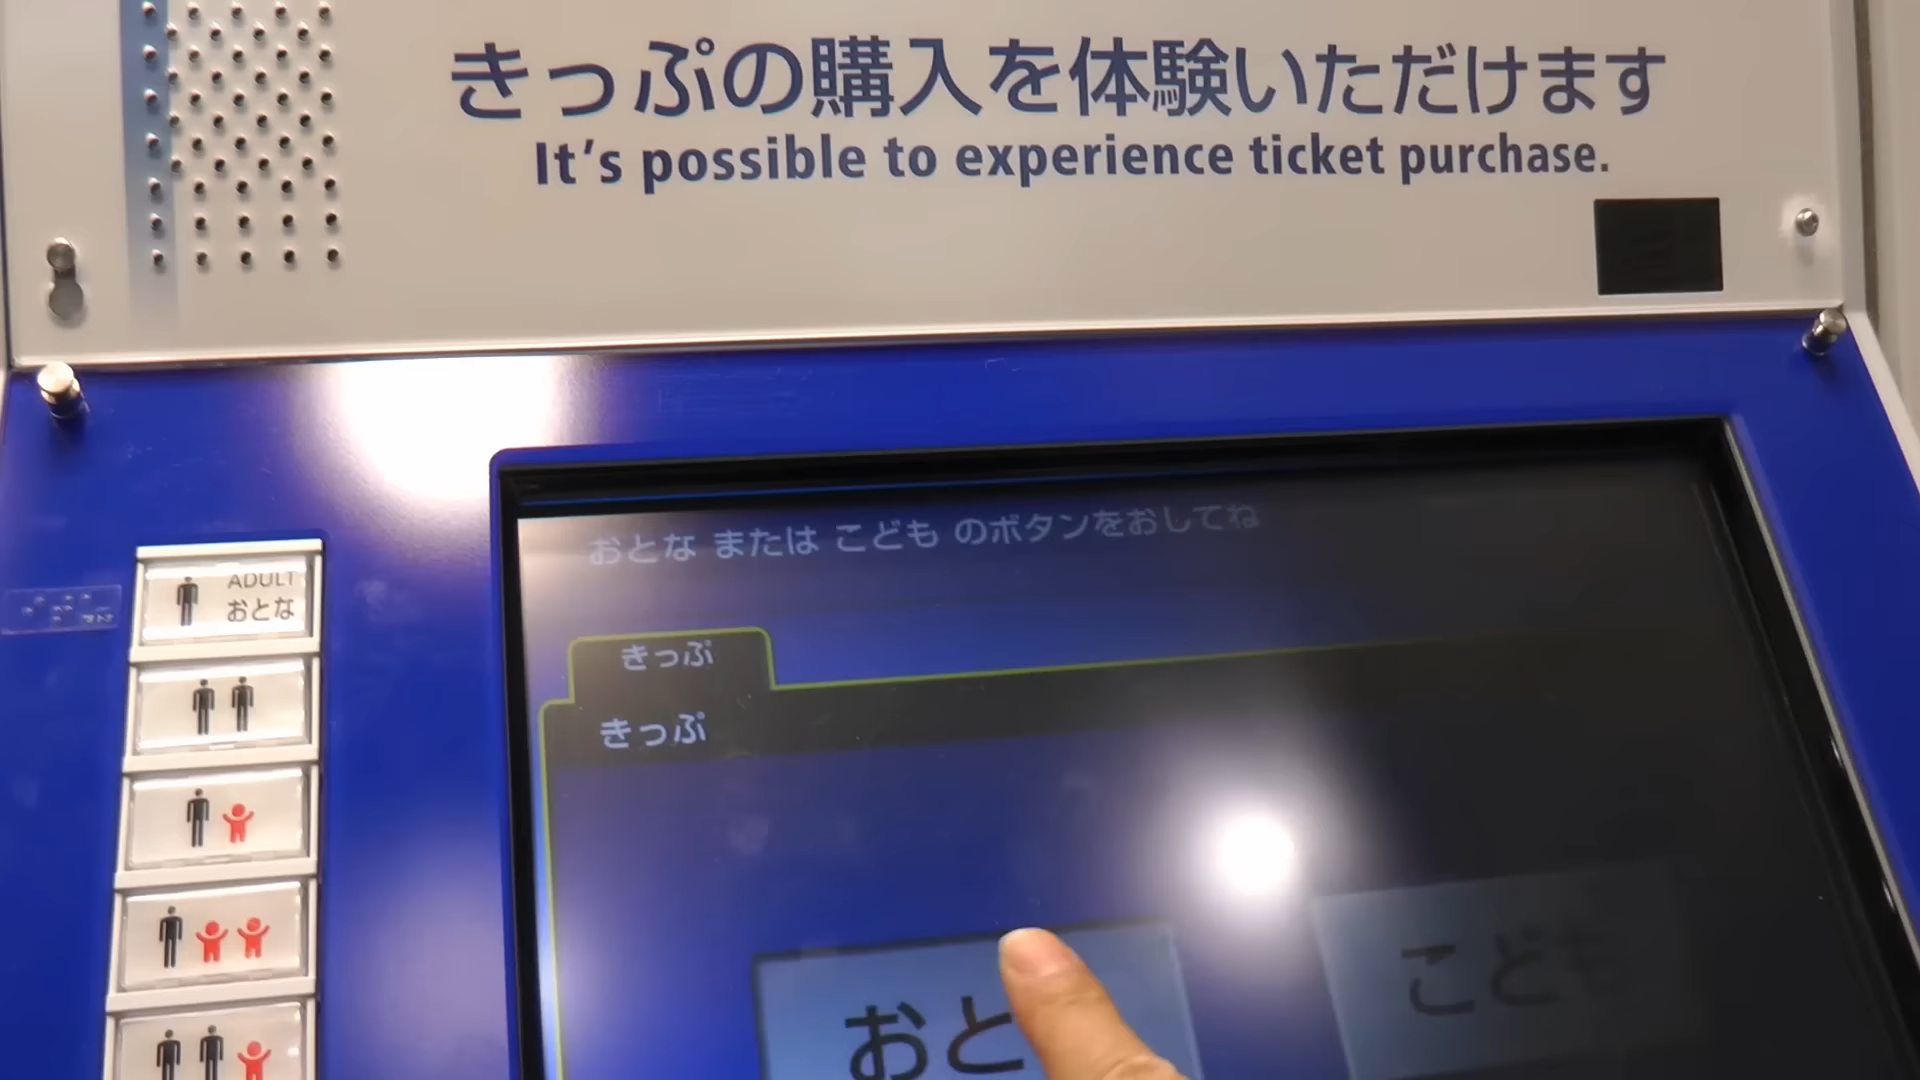 きっぷの購入を体験いただけます
It's possible to experience ticket purchase.
おとな または こども のボタンをおしてね
ADULT
おとな
きっぷ
きっぷ
おと
こども